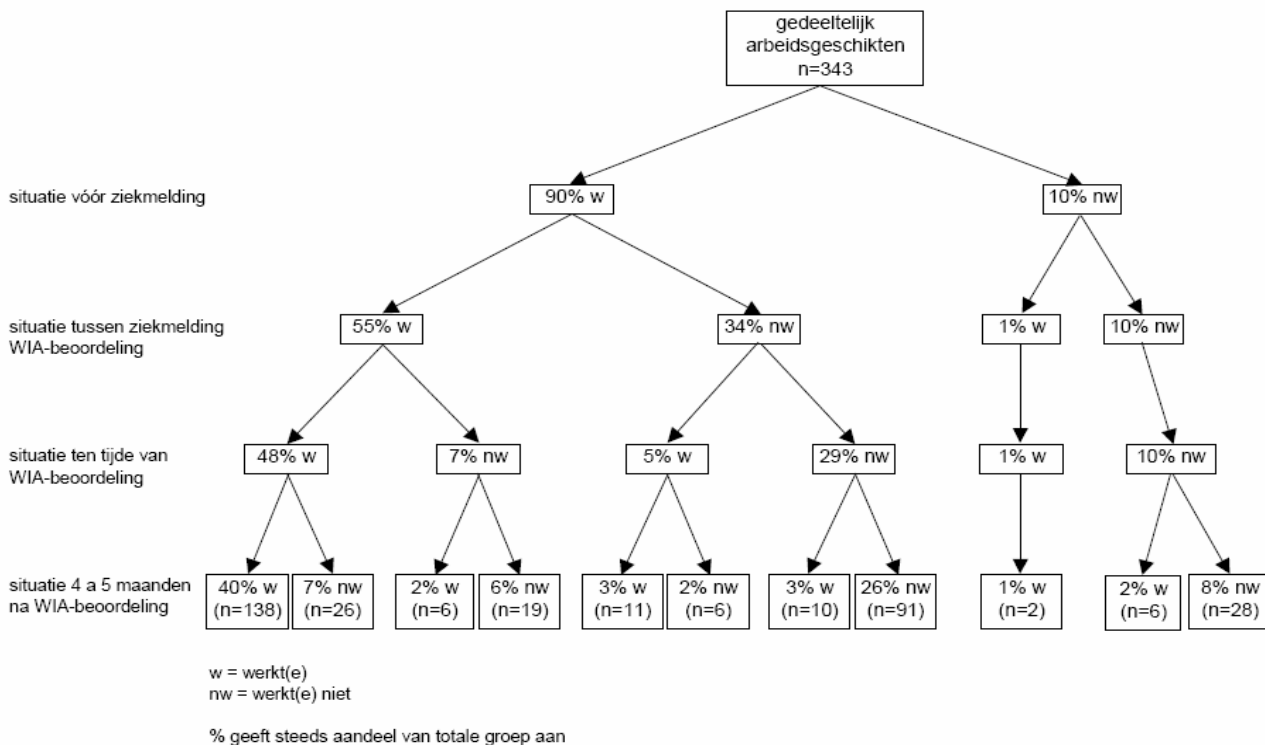 gedeeltelijk
arbeidsgeschikten
n=343
situatie vóór ziekmelding
90% w
10% nw
situatie tussen ziekmelding
WIA-beoordeling
55% w
34% nw
1% w
10% nw
situatie ten tijde van
WIA-beoordeling
48% w
7% nw
5% w
29% nw
1% w
10% nw
situatie 4 a 5 maanden
na WIA-beoordeling
40% w
(n=138)
7% nw
(n=26)
2% w
(n=6)
6% nw
(n=19)
3% w
(n=11)
2% nw
(n=6)
3% w
(n=10)
26% nw
(n=91)
1% w
(n=2)
2% w
(n=6)
8% nw
(n=28)
w = werkt(e)
nw = werkt(e) niet
% geeft steeds aandeel van totale groep aan